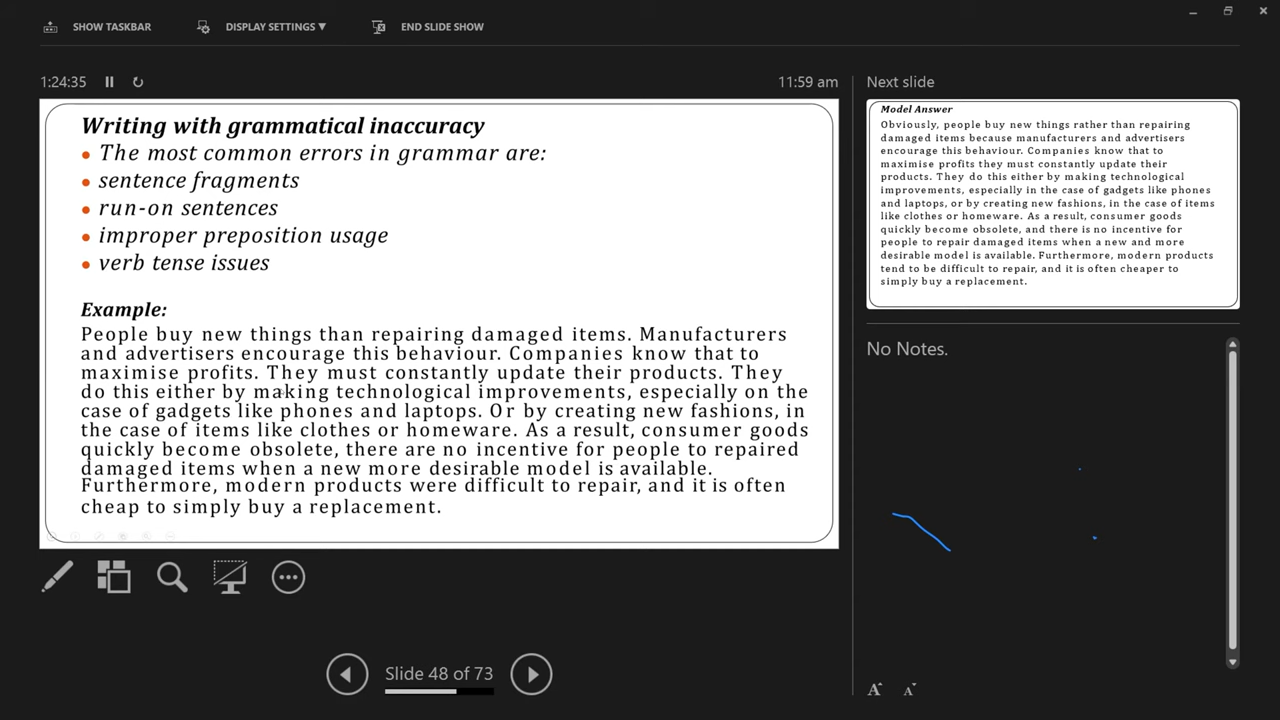 SHOW TASKBAR
DISPLAY SETTINGS ▼
END SLIDE SHOW
1:24:35
11:59 am
Writing with grammatical inaccuracy
• The most common errors in grammar are:
• sentence fragments
• run-on sentences
• improper preposition usage
• verb tense issues
Example:
People buy new things than repairing damaged items. Manufacturers
and advertisers encourage this behaviour. Companies know that to
maximise profits. They must constantly update their products. They
do this either by making technological improvements, especially on the
case of gadgets like phones and laptops. Or by creating new fashions, in
the case of items like clothes or homeware. As a result, consumer goods
quickly become obsolete, there are no incentive for people to repaired
damaged items when a new more desirable model is available.
Furthermore, modern products were difficult to repair, and it is often
cheap to simply buy a replacement.
Slide 48 of 73
Next slide
Model Answer
Obviously, people buy new things rather than repairing
damaged items because manufacturers and advertisers
encourage this behaviour. Companies know that to
maximise profits they must constantly update their
products. They do this either by making technological
improvements, especially in the case of gadgets like phones
and laptops, or by creating new fashions, in the case of items
like clothes or homeware. As a result, consumer goods
quickly become obsolete, and there is no incentive for
people to repair damaged items when a new and more
desirable model is available. Furthermore, modern products
tend to be difficult to repair, and it is often cheaper to
simply buy a replacement.
No Notes.
A A